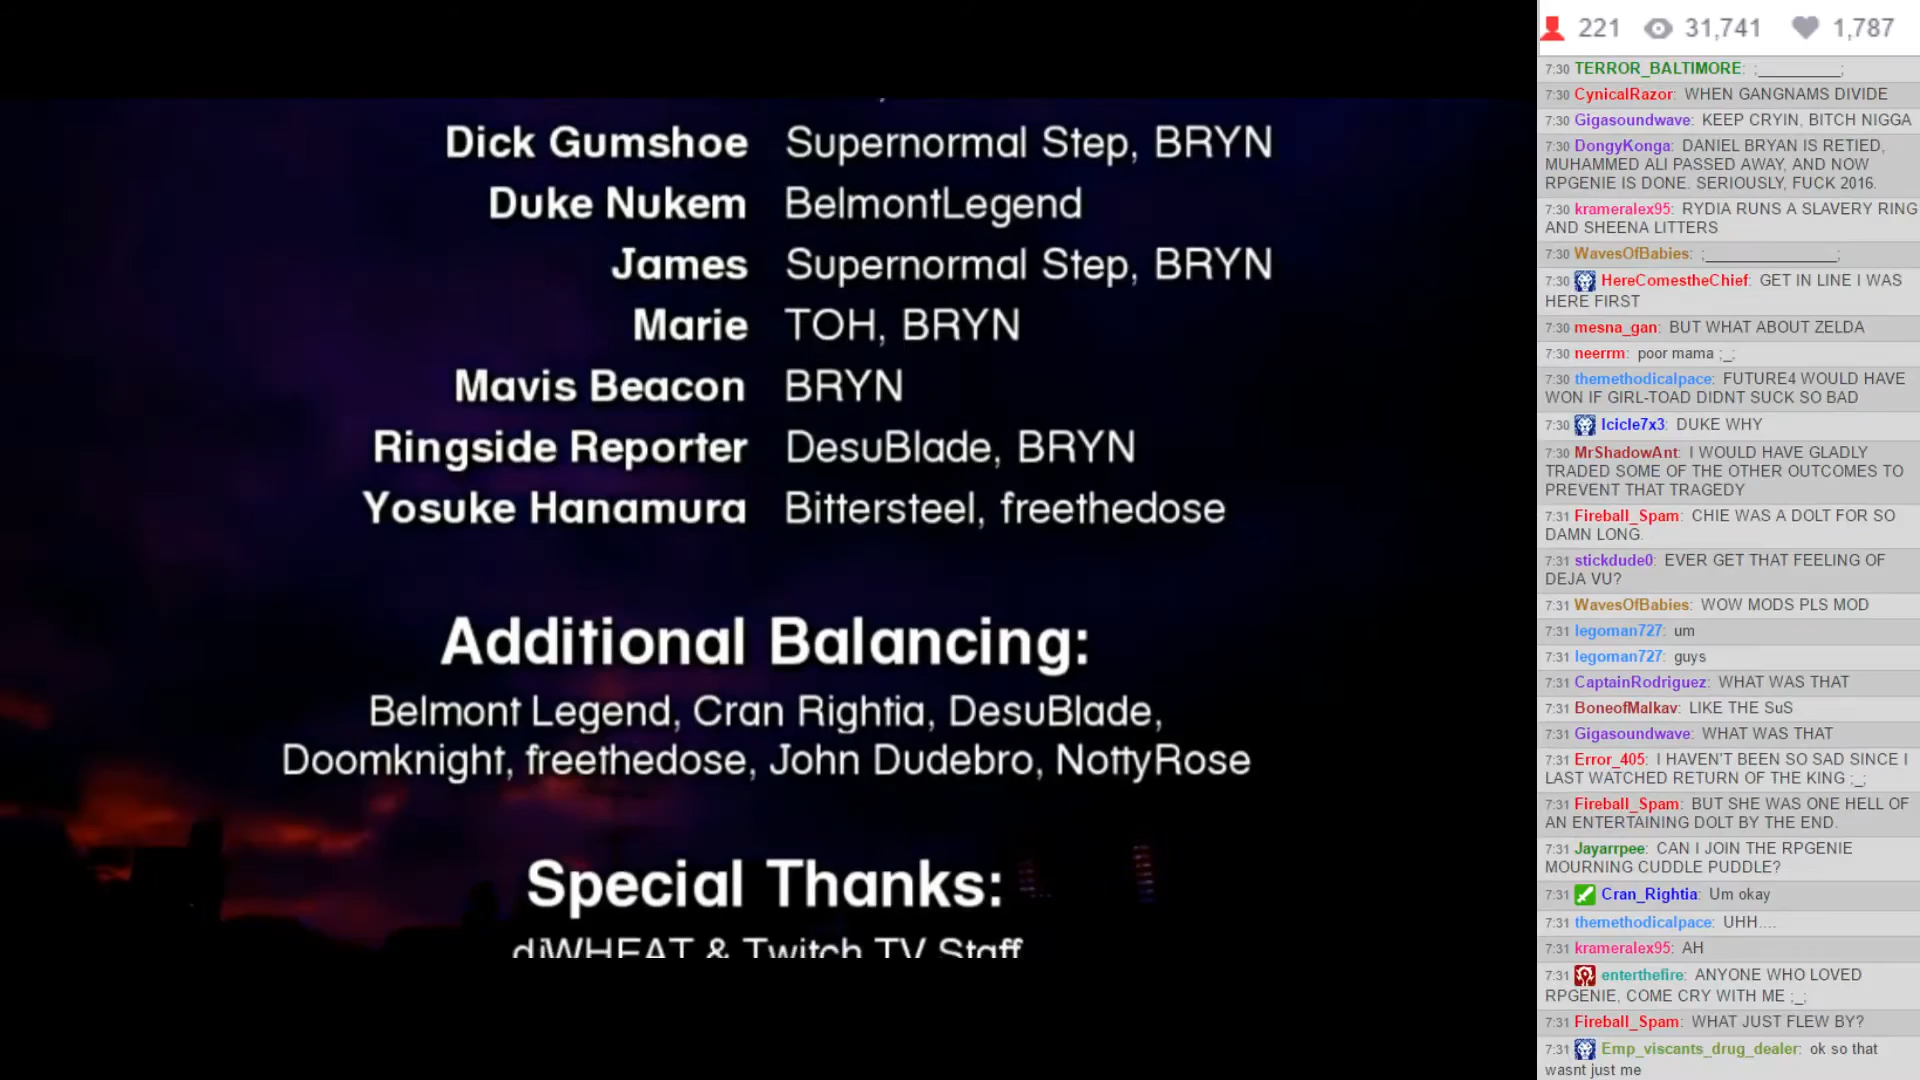 Dick Gumshoe Supernormal Step, BRYN
Duke Nukem BelmontLegend
James Supernormal Step, BRYN
Marie TOH, BRYN
Mavis Beacon BRYN
Ringside Reporter DesuBlade, BRYN
Yosuke Hanamura Bittersteel, freethedose
Additional Balancing:
Belmont Legend, Cran Rightia, DesuBlade,
Doomknight, freethedose, John Dudebro, NottyRose
Special Thanks:
djWHEAT & Twitch TV Staff
221 31,741 1,787
7:30 TERROR_BALTIMORE: ;_________;
7:30 CynicalRazor: WHEN GANGNAMS DIVIDE
7:30 Gigasoundwave: KEEP CRYIN, BITCH NIGGA
7:30 DongyKonga: DANIEL BRYAN IS RETIED,
MUHAMMED ALI PASSED AWAY, AND NOW
RPGENIE IS DONE. SERIOUSLY, FUCK 2016.
7:30 krameralex95: RYDIA RUNS A SLAVERY RING
AND SHEENA LITTERS
7:30 WavesOfBabies: ;______________;
7:30 HereComestheChief: GET IN LINE I WAS
HERE FIRST
7:30 mesna_gan: BUT WHAT ABOUT ZELDA
7:30 neerrm: poor mama ;_;
7:30 themethodicalpace: FUTURE4 WOULD HAVE
WON IF GIRL-TOAD DIDNT SUCK SO BAD
7:30 Icicle7x3: DUKE WHY
7:30 MrShadowAnt: I WOULD HAVE GLADLY
TRADED SOME OF THE OTHER OUTCOMES TO
PREVENT THAT TRAGEDY
7:31 Fireball_Spam: CHIE WAS A DOLT FOR SO
DAMN LONG.
7:31 stickdude0: EVER GET THAT FEELING OF
DEJA VU?
7:31 WavesOfBabies: WOW MODS PLS MOD
7:31 legoman727: um
7:31 legoman727: guys
7:31 CaptainRodriguez: WHAT WAS THAT
7:31 BoneofMalkav: LIKE THE SuS
7:31 Gigasoundwave: WHAT WAS THAT
7:31 Error_405: I HAVEN'T BEEN SO SAD SINCE I
LAST WATCHED RETURN OF THE KING ;_;
7:31 Fireball_Spam: BUT SHE WAS ONE HELL OF
AN ENTERTAINING DOLT BY THE END.
7:31 Jayarrpee: CAN I JOIN THE RPGENIE
MOURNING CUDDLE PUDDLE?
7:31 Cran_Rightia: Um okay
7:31 themethodicalpace: UHH....
7:31 krameralex95: AH
7:31 enterthefire: ANYONE WHO LOVED
RPGENIE, COME CRY WITH ME ;_;
7:31 Fireball_Spam: WHAT JUST FLEW BY?
7:31 Emp_viscants_drug_dealer: ok so that
wasnt just me